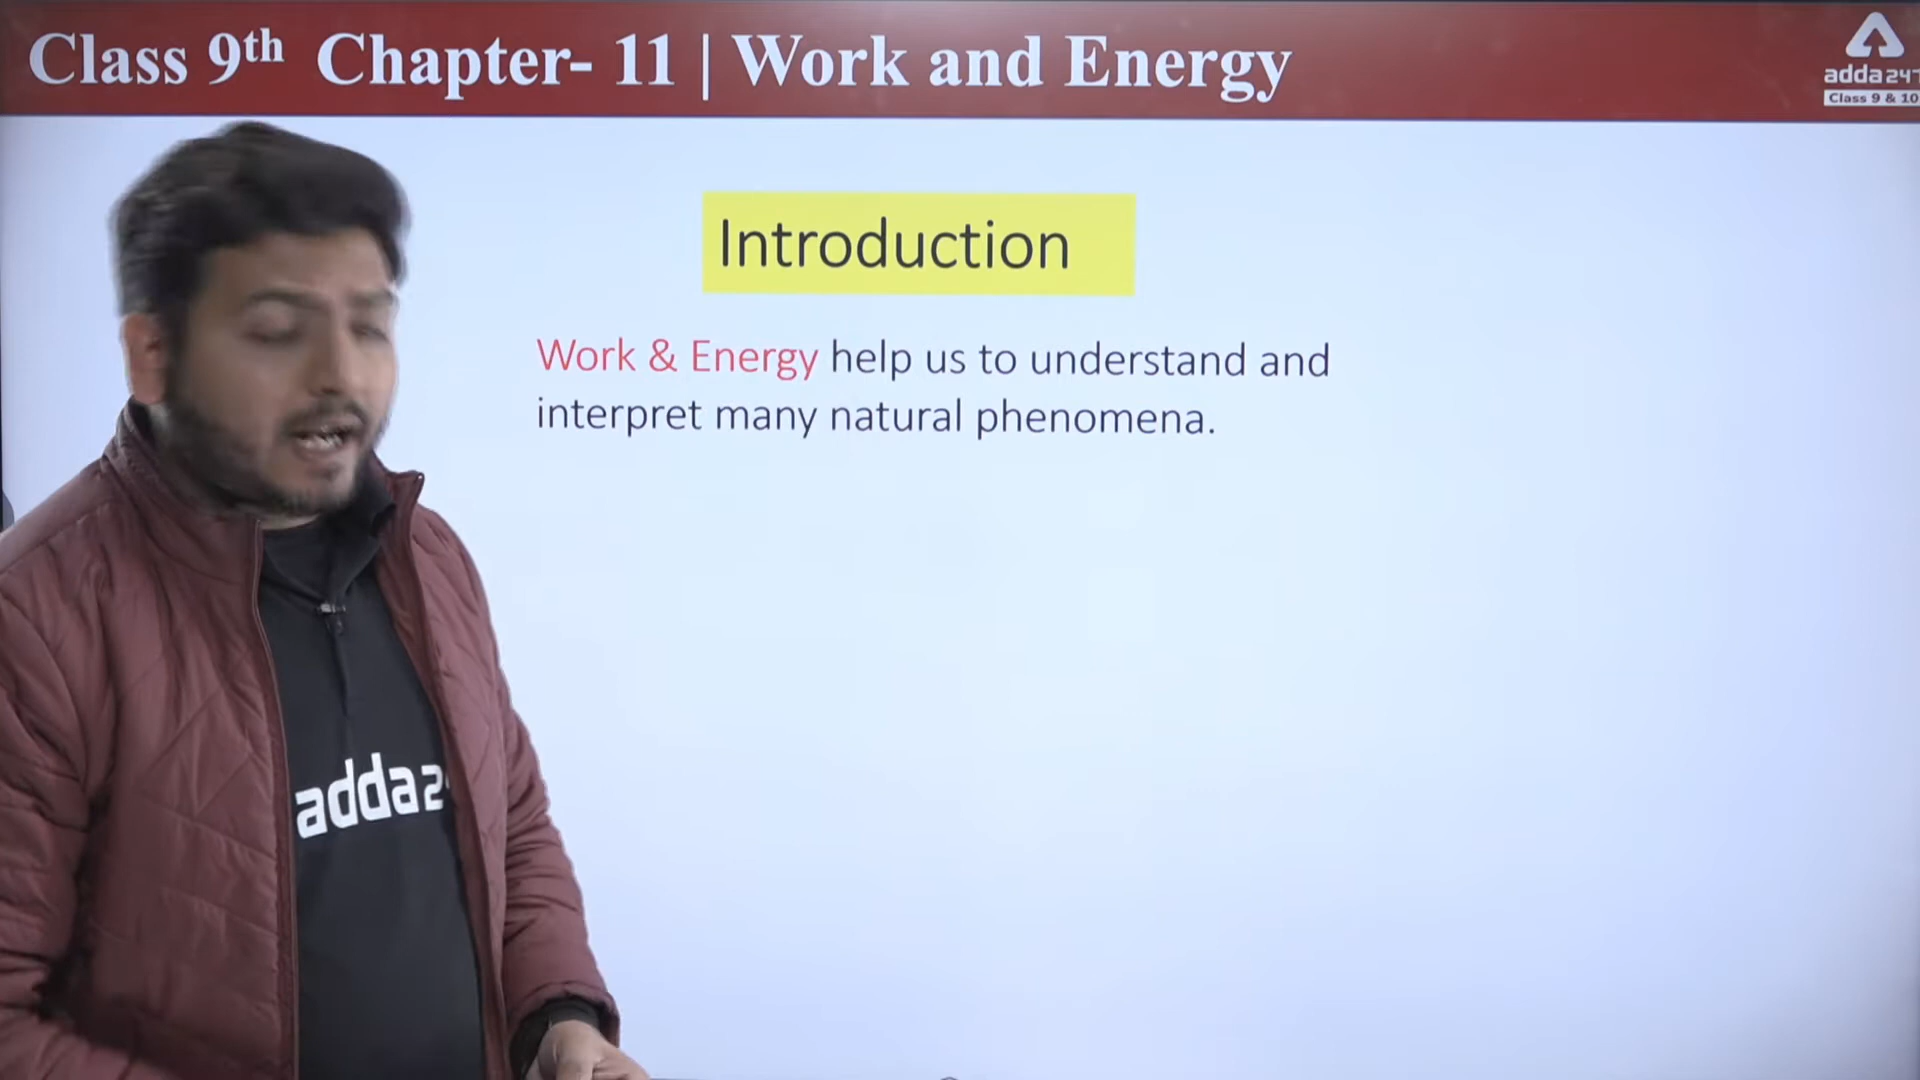 Class 9th Chapter- 11 | Work and Energy
adda247
Class 9 & 10
Introduction
Work & Energy help us to understand and
interpret many natural phenomena.
adda2